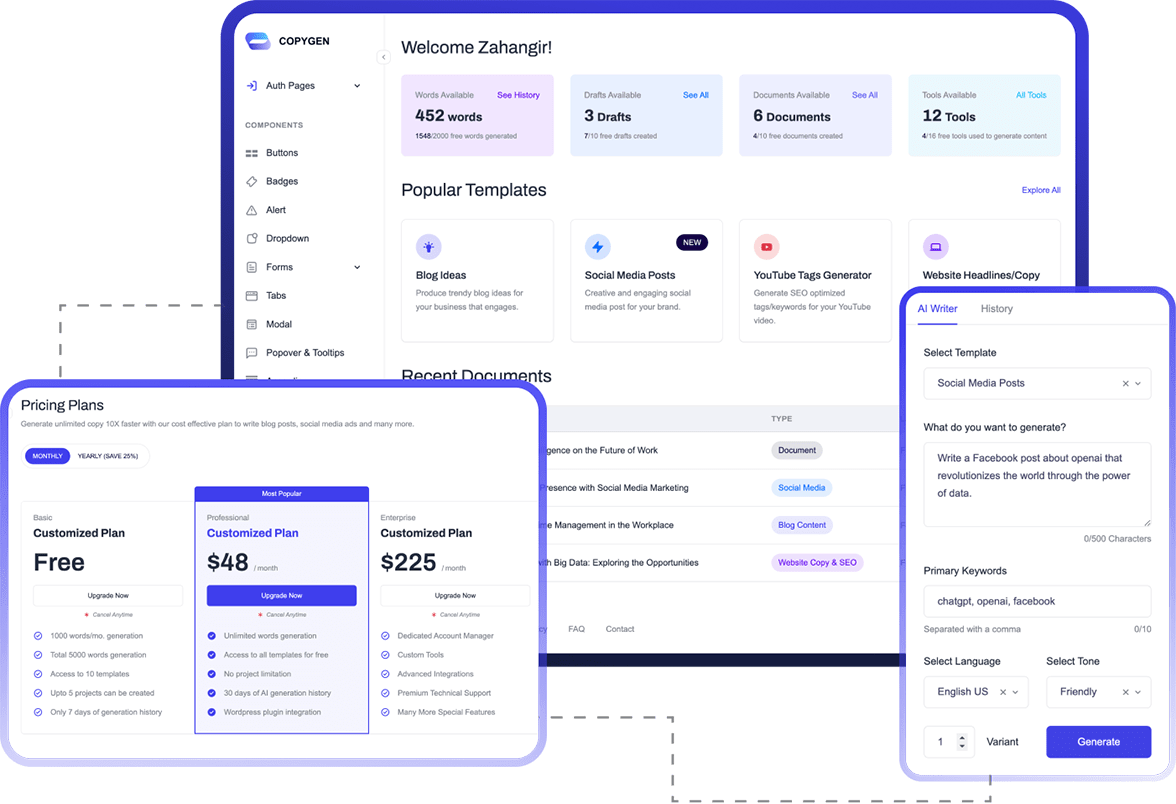 COPYGEN
Auth Pages
COMPONENTS
Buttons
Badges
Alert
Dropdown
Forms
Tabs
Modal
Popover & Tooltips
Welcome Zahangir!
Words Available See History
452 words
1548/2000 free words generated
Drafts Available See All
3 Drafts
7/10 free drafts created
Documents Available See All
6 Documents
4/10 free documents created
Tools Available All Tools
12 Tools
4/16 free tools used to generate content
Popular Templates Explore All
Blog Ideas
Produce trendy blog ideas for
your business that engages.
NEW
Social Media Posts
Creative and engaging social
media post for your brand.
YouTube Tags Generator
Generate SEO optimized
tags/keywords for your YouTube
video.
Website Headlines/Copy
Recent Documents
TYPE
on the Future of Work Document
Presence with Social Media Marketing Social Media
Management in the Workplace Blog Content
with Big Data: Exploring the Opportunities Website Copy & SEO
FAQ Contact
Pricing Plans
Generate unlimited copy 10X faster with our cost effective plan to write blog posts, social media ads and many more.
MONTHLY YEARLY (SAVE 25%)
Basic
Customized Plan
Free
Upgrade Now
Cancel Anytime
1000 words/mo. generation
Total 5000 words generation
Access to 10 templates
Upto 5 projects can be created
Only 7 days of generation history
Most Popular
Professional
Customized Plan
$48 / month
Upgrade Now
Cancel Anytime
Unlimited words generation
Access to all templates for free
No project limitation
30 days of AI generation history
Wordpress plugin integration
Enterprise
Customized Plan
$225 / month
Upgrade Now
Cancel Anytime
Dedicated Account Manager
Custom Tools
Advanced Integrations
Premium Technical Support
Many More Special Features
AI Writer History
Select Template
Social Media Posts
What do you want to generate?
Write a Facebook post about openai that
revolutionizes the world through the power
of data.
0/500 Characters
Primary Keywords
chatgpt, openai, facebook
Separated with a comma 0/10
Select Language Select Tone
English US Friendly
1 Variant Generate